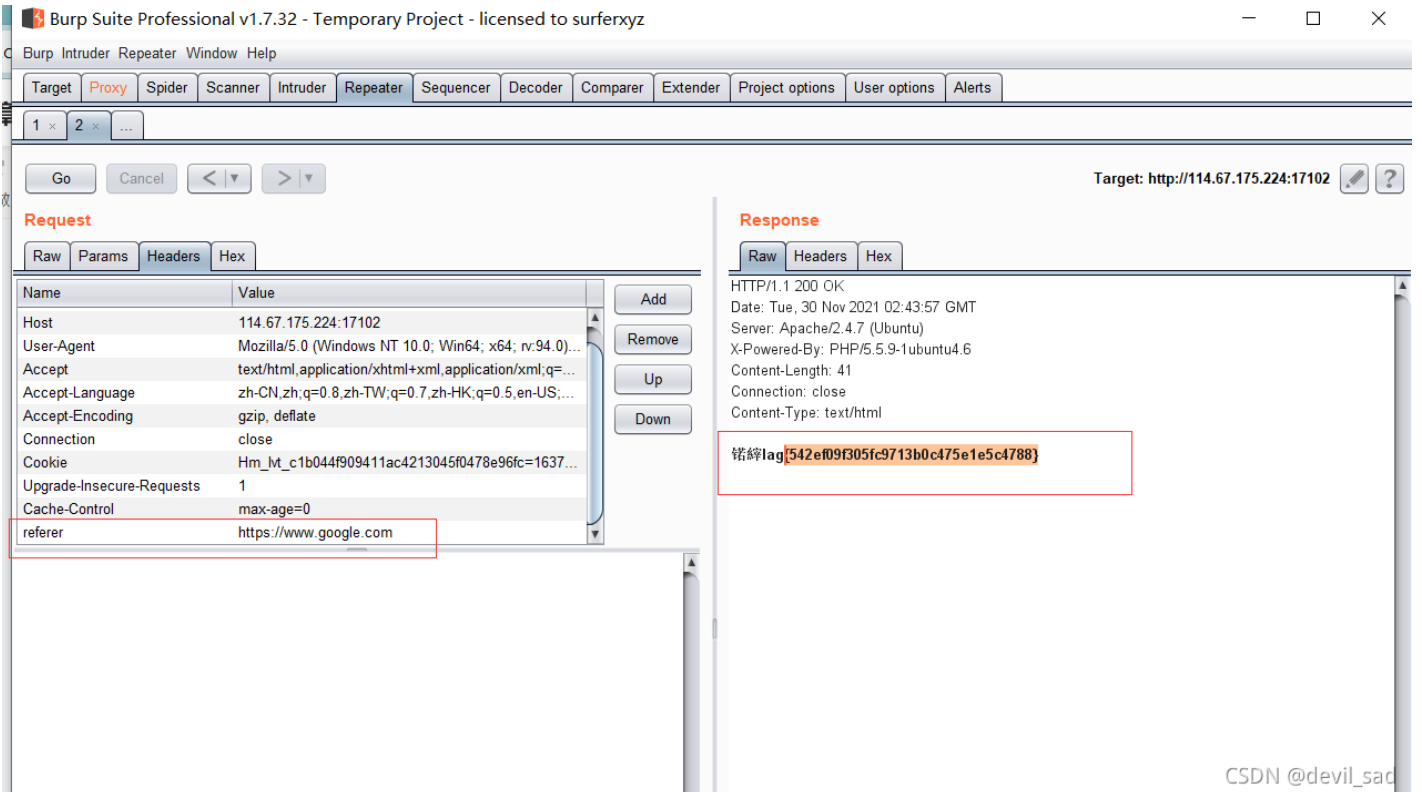 Burp Suite Professional v1.7.32 - Temporary Project - licensed to surferxyz
Burp Intruder Repeater Window Help
Target Proxy Spider Scanner Intruder Repeater Sequencer Decoder Comparer Extender Project options User options Alerts
1 × 2 × ...
Go Cancel < > Target: http://114.67.175.224:17102 ?
Request
Raw Params Headers Hex
Name Value
Host 114.67.175.224:17102
User-Agent Mozilla/5.0 (Windows NT 10.0; Win64; x64; rv:94.0)...
Accept text/html,application/xhtml+xml,application/xml;q=...
Accept-Language zh-CN,zh;q=0.8,zh-TW;q=0.7,zh-HK;q=0.5,en-US;...
Accept-Encoding gzip, deflate
Connection close
Cookie Hm_lvt_c1b044f909411ac4213045f0478e96fc=1637...
Upgrade-Insecure-Requests 1
Cache-Control max-age=0
referer https://www.google.com
Add
Remove
Up
Down
Response
Raw Headers Hex
HTTP/1.1 200 OK
Date: Tue, 30 Nov 2021 02:43:57 GMT
Server: Apache/2.4.7 (Ubuntu)
X-Powered-By: PHP/5.5.9-1ubuntu4.6
Content-Length: 41
Connection: close
Content-Type: text/html
锘縡lag{542ef09f305fc9713b0c475e1e5c4788}
CSDN @devil_sad